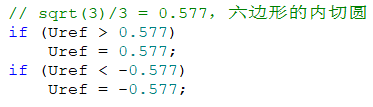 // sqrt(3)/3 = 0.577，六边形的内切圆
if (Uref > 0.577)
    Uref = 0.577;
if (Uref < -0.577)
    Uref = -0.577;